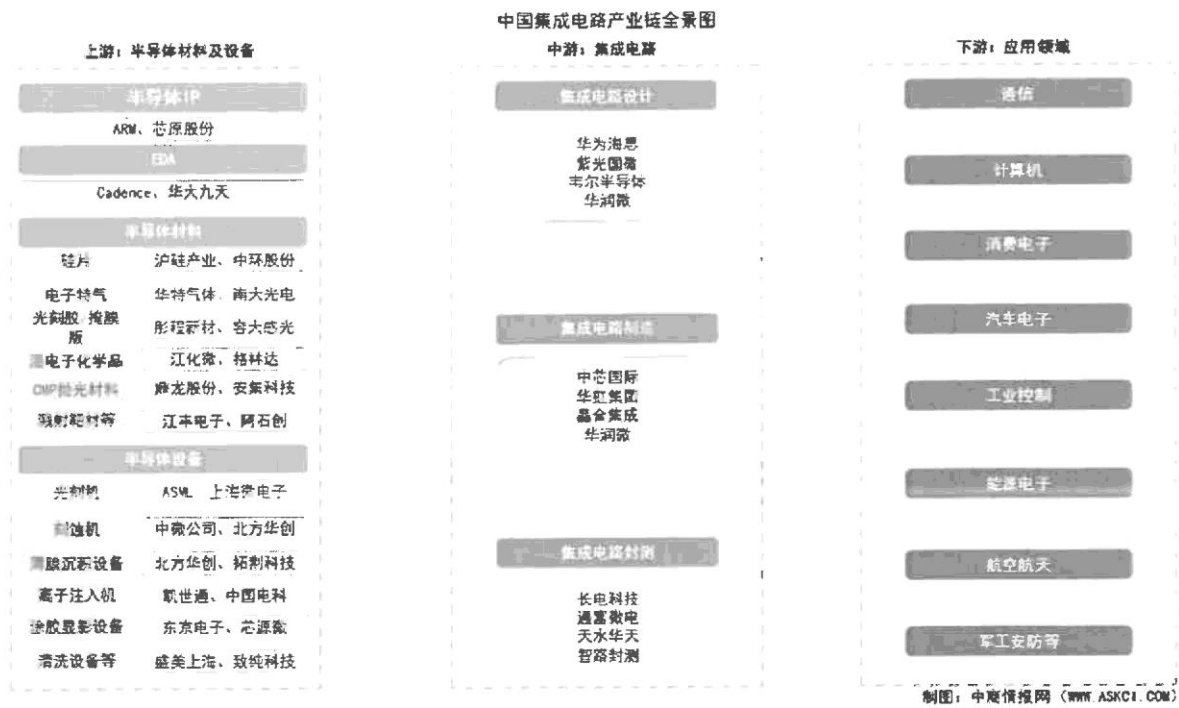 中国集成电路产业链全景图
上游：半导体材料及设备
半导体IP
ARM、芯原股份
EDA
Cadence、华大九天
半导体材料
硅片 沪硅产业、中环股份
电子特气 华特气体、南大光电
光刻胶 掩膜版 彤程新材、容大感光
电子化学品 江化微、格林达
CMP抛光材料 鼎龙股份、安集科技
溅射靶材等 江丰电子、阿石创
半导体设备
光刻机 ASML 上海微电子
刻蚀机 中微公司、北方华创
薄膜沉积设备 北方华创、拓荆科技
离子注入机 凯世通、中国电科
涂胶显影设备 东京电子、芯源微
清洗设备等 盛美上海、致纯科技
中游：集成电路
集成电路设计
华为海思
紫光国微
韦尔半导体
华润微
集成电路制造
中芯国际
华虹集团
晶合集成
华润微
集成电路封测
长电科技
通富微电
天水华天
智路封测
下游：应用领域
通信
计算机
消费电子
汽车电子
工业控制
能源电子
航空航天
军工安防等
制图：中商情报网（WWW.ASKCI.COM）